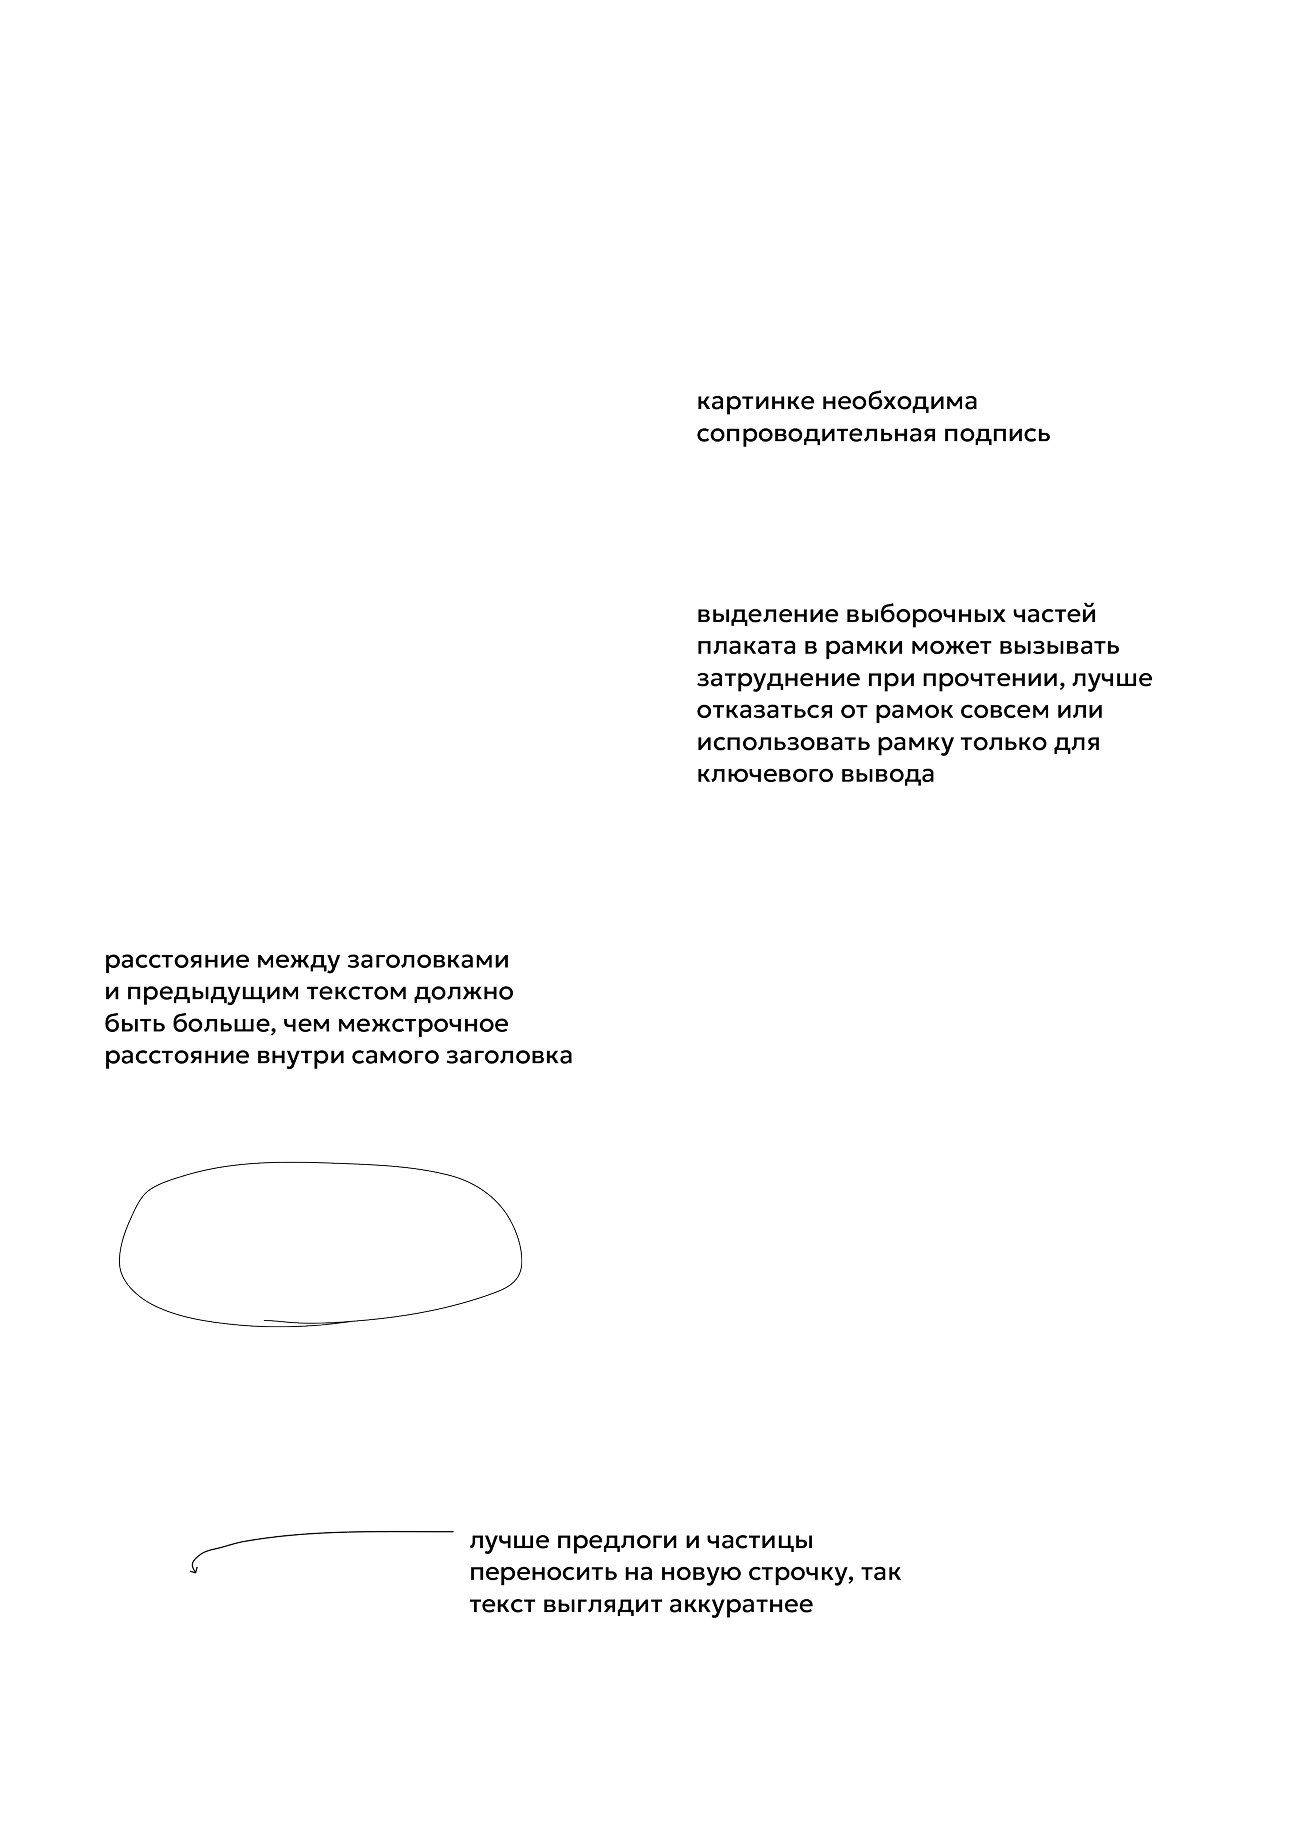 картинке необходима
сопроводительная подпись
выделение выборочных частей
плаката в рамки может вызывать
затруднение при прочтении, лучше
отказаться от рамок совсем или
использовать рамку только для
ключевого вывода
расстояние между заголовками
и предыдущим текстом должно
быть больше, чем межстрочное
расстояние внутри самого заголовка
лучше предлоги и частицы
переносить на новую строчку, так
текст выглядит аккуратнее